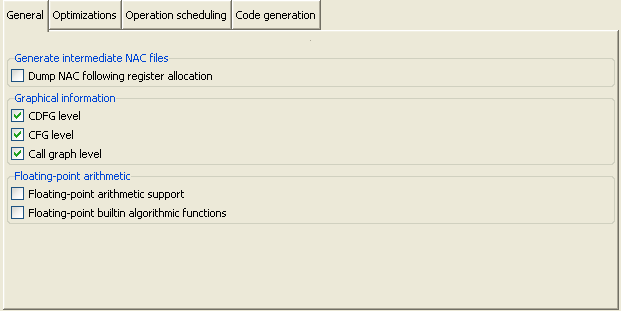 General Optimizations Operation scheduling Code generation
Generate intermediate NAC files
Dump NAC following register allocation
Graphical information
CDFG level
CFG level
Call graph level
Floating-point arithmetic
Floating-point arithmetic support
Floating-point builtin algorithmic functions